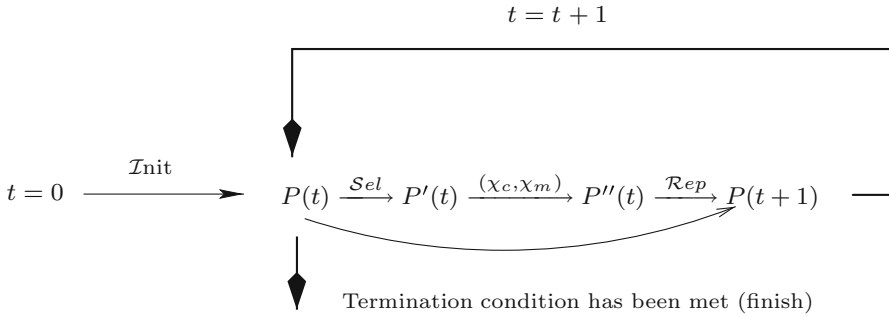 t = t + 1
t = 0 Init P(t) Sel P′(t) (χc,χm) P′′(t) Rep P(t + 1)
Termination condition has been met (finish)